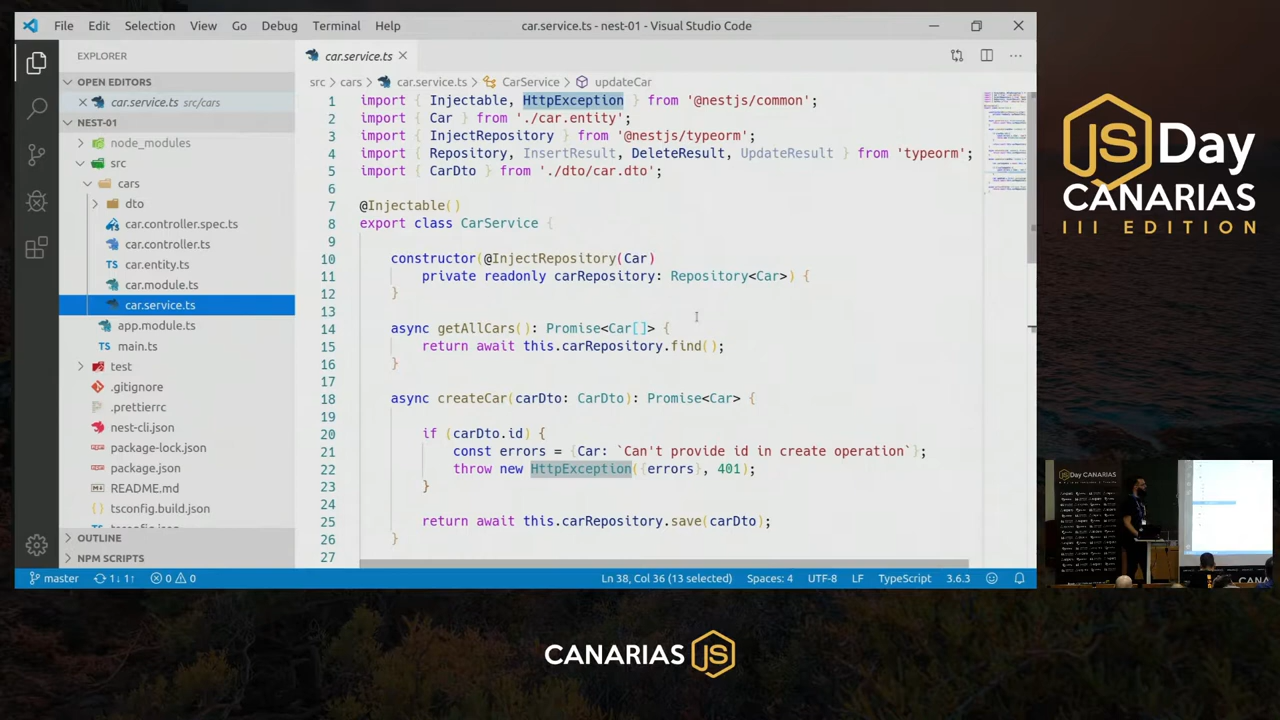 File Edit Selection View Go Debug Terminal Help
car.service.ts - nest-01 - Visual Studio Code
EXPLORER
OPEN EDITORS
car.service.ts src/cars
NEST-01
node_modules
src
cars
dto
car.controller.spec.ts
car.controller.ts
TS car.entity.ts
car.module.ts
car.service.ts
app.module.ts
TS main.ts
test
.gitignore
.prettierrc
nest-cli.json
package-lock.json
package.json
README.md
TS tsconfig.build.json
OUTLINE
NPM SCRIPTS
car.service.ts
src > cars > car.service.ts > CarService > updateCar
1 import { Injectable, HttpException } from '@nestjs/common';
2 import { Car } from './car.entity';
3 import { InjectRepository } from '@nestjs/typeorm';
4 import { Repository, InsertResult, DeleteResult, UpdateResult } from 'typeorm';
5 import { CarDto } from './dto/car.dto';
6
7 @Injectable()
8 export class CarService {
9
10 constructor(@InjectRepository(Car)
11 private readonly carRepository: Repository<Car>) {
12 }
13
14 async getAllCars(): Promise<Car[]> {
15 return await this.carRepository.find();
16 }
17
18 async createCar(carDto: CarDto): Promise<Car> {
19
20 if (carDto.id) {
21 const errors = {Car: `Can't provide id in create operation`};
22 throw new HttpException({errors}, 401);
23 }
24
25 return await this.carRepository.save(carDto);
26 }
27
master 1↓ 1↑ 0 0
Ln 38, Col 36 (13 selected) Spaces: 4 UTF-8 LF TypeScript 3.6.3
JS Day
CANARIAS
III EDITION
JS Day CANARIAS
CANARIAS JS